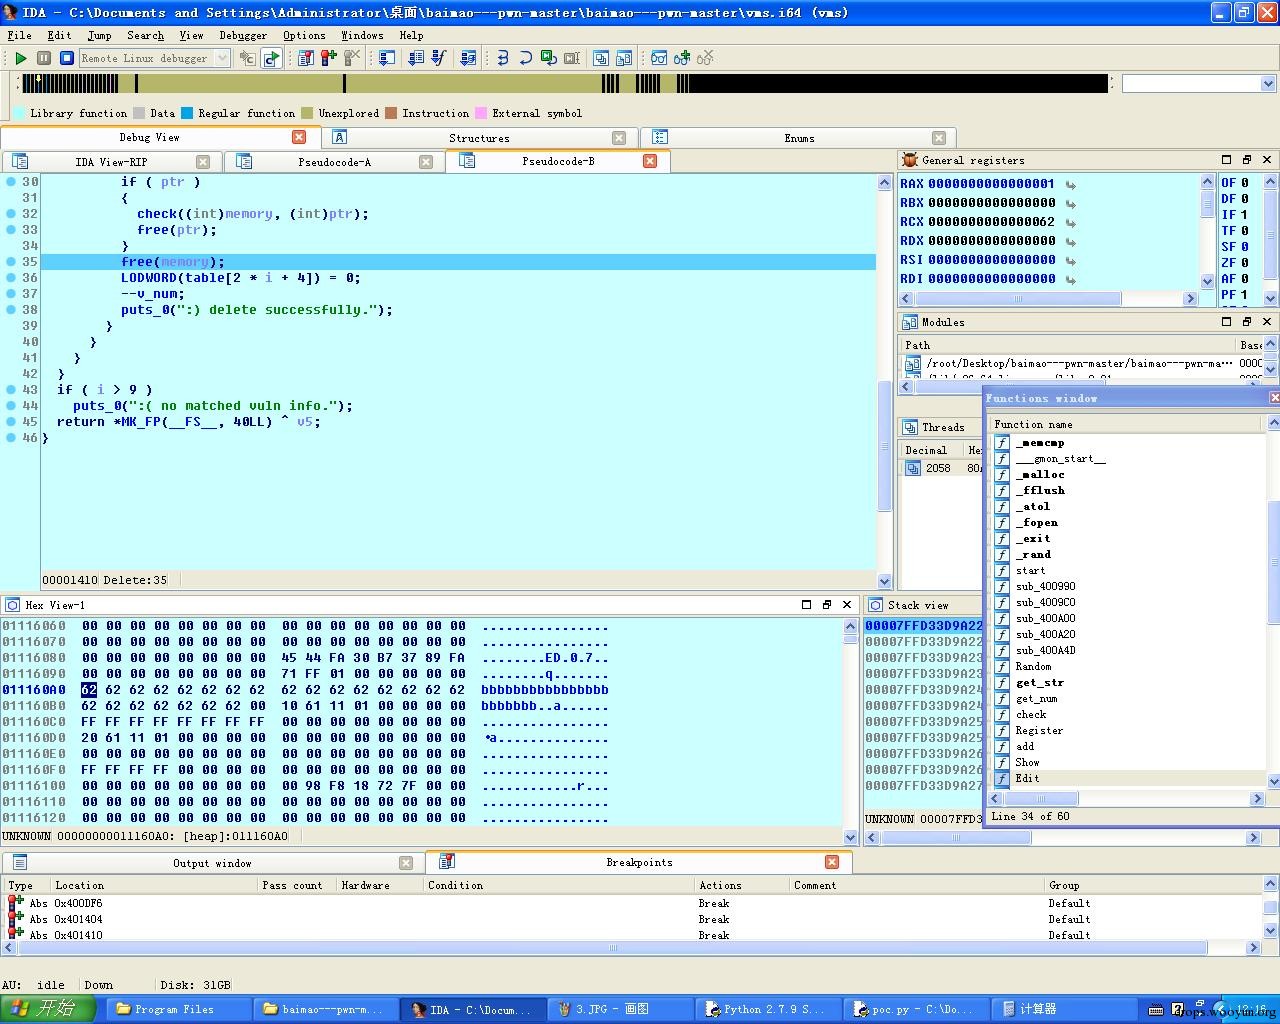 IDA - C:\Documents and Settings\Administrator\桌面\baimao---pwn-master\baimao---pwn-master\vms.i64 (vms)
File Edit Jump Search View Debugger Options Windows Help
Remote Linux debugger
Library function Data Regular function Unexplored Instruction External symbol
Debug View Structures Enums
IDA View-RIP Pseudocode-A Pseudocode-B
30 if ( ptr )
31 {
32 check((int)memory, (int)ptr);
33 free(ptr);
34 }
35 free(memory);
36 LODWORD(table[2 * i + 4]) = 0;
37 --v_num;
38 puts_0(":) delete successfully.");
39 }
40 }
41 }
42 }
43 if ( i > 9 )
44 puts_0(":( no matched vuln info.");
45 return *MK_FP(__FS__, 40LL) ^ v5;
46 }
00001410 Delete:35
General registers
RAX 0000000000000001
RBX 0000000000000000
RCX 0000000000000062
RDX 0000000000000000
RSI 0000000000000000
RDI 0000000000000000
OF 0
DF 0
IF 1
TF 0
SF 0
ZF 0
AF 0
PF 1
Modules
Path Base
/root/Desktop/baimao---pwn-master/baimao---pwn-ma··· 0000
Threads
Decimal He
2058 80
Functions window
Function name
_memcmp
___gmon_start__
_malloc
_fflush
_atol
_fopen
_exit
_rand
start
sub_400990
sub_4009C0
sub_400A00
sub_400A20
sub_400A4D
Random
get_str
get_num
check
Register
add
Show
Edit
Line 34 of 60
Hex View-1
01116060 00 00 00 00 00 00 00 00 00 00 00 00 00 00 00 00 ................
01116070 00 00 00 00 00 00 00 00 00 00 00 00 00 00 00 00 ................
01116080 00 00 00 00 00 00 00 00 45 44 FA 30 B7 37 89 FA ........ED.0.7..
01116090 00 00 00 00 00 00 00 00 71 FF 01 00 00 00 00 00 ........q.......
011160A0 62 62 62 62 62 62 62 62 62 62 62 62 62 62 62 62 bbbbbbbbbbbbbbbb
011160B0 62 62 62 62 62 62 62 00 10 61 11 01 00 00 00 00 bbbbbbb..a......
011160C0 FF FF FF FF FF FF FF FF 00 00 00 00 00 00 00 00 ................
011160D0 20 61 11 01 00 00 00 00 00 00 00 00 00 00 00 00 •a..............
011160E0 00 00 00 00 00 00 00 00 00 00 00 00 00 00 00 00 ................
011160F0 FF FF FF FF 00 00 00 00 00 00 00 00 00 00 00 00 ................
01116100 00 00 00 00 00 00 00 00 00 98 F8 18 72 7F 00 00 ............r...
01116110 00 00 00 00 00 00 00 00 00 00 00 00 00 00 00 00 ................
01116120 00 00 00 00 00 00 00 00 00 00 00 00 00 00 00 00 ................
UNKNOWN 00000000011160A0: [heap]:011160A0
Stack view
00007FFD33D9A22
00007FFD33D9A23
00007FFD33D9A23
00007FFD33D9A24
00007FFD33D9A24
00007FFD33D9A25
00007FFD33D9A25
00007FFD33D9A26
00007FFD33D9A26
00007FFD33D9A27
UNKNOWN 00007FFD33D
Output window Breakpoints
Type Location Pass count Hardware Condition Actions Comment Group
Abs 0x400DF6 Break Default
Abs 0x401404 Break Default
Abs 0x401410 Break Default
AU: idle Down Disk: 31GB
开始 Program Files baimao---pwn-m... IDA - C:\Docum... 3.JPG - 画图 Python 2.7.9 S... poc.py - C:\Do... 计算器
drops.wooyun.org